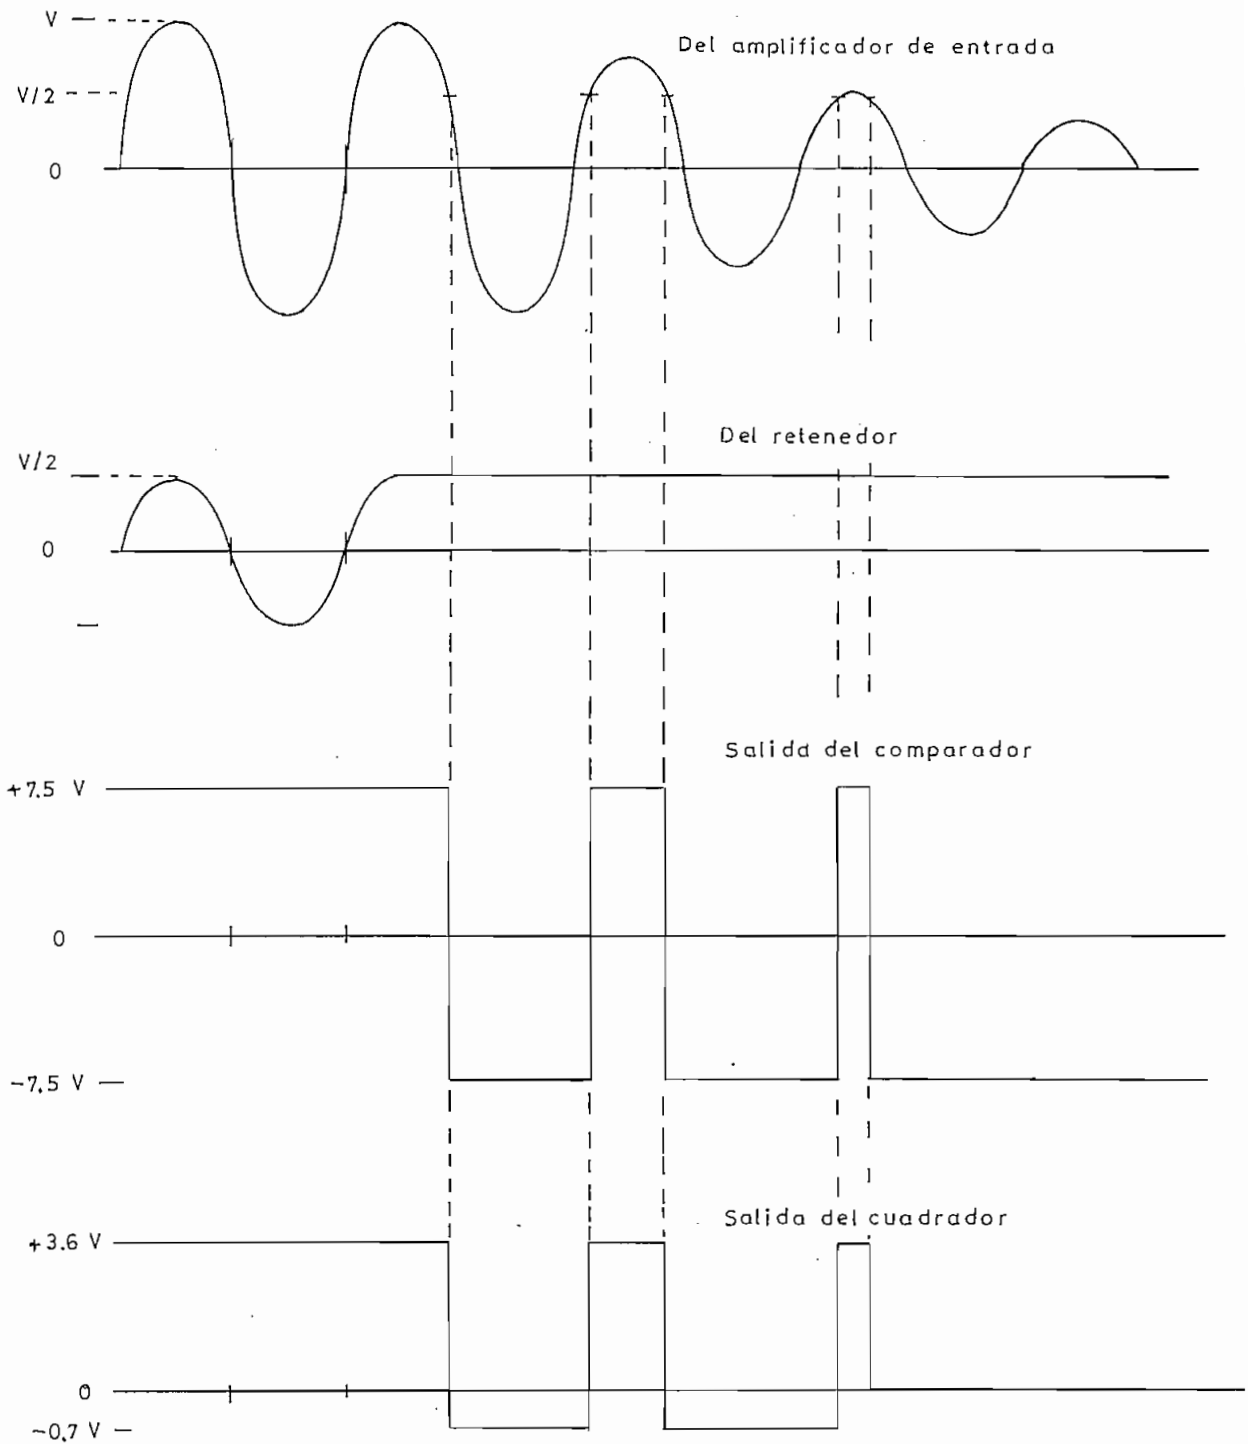 V
Del amplificador de entrada
V/2
0
Del retenedor
V/2
0
Salida del comparador
+7.5 V
0
-7.5 V
Salida del cuadrador
+3.6 V
0
-0.7 V